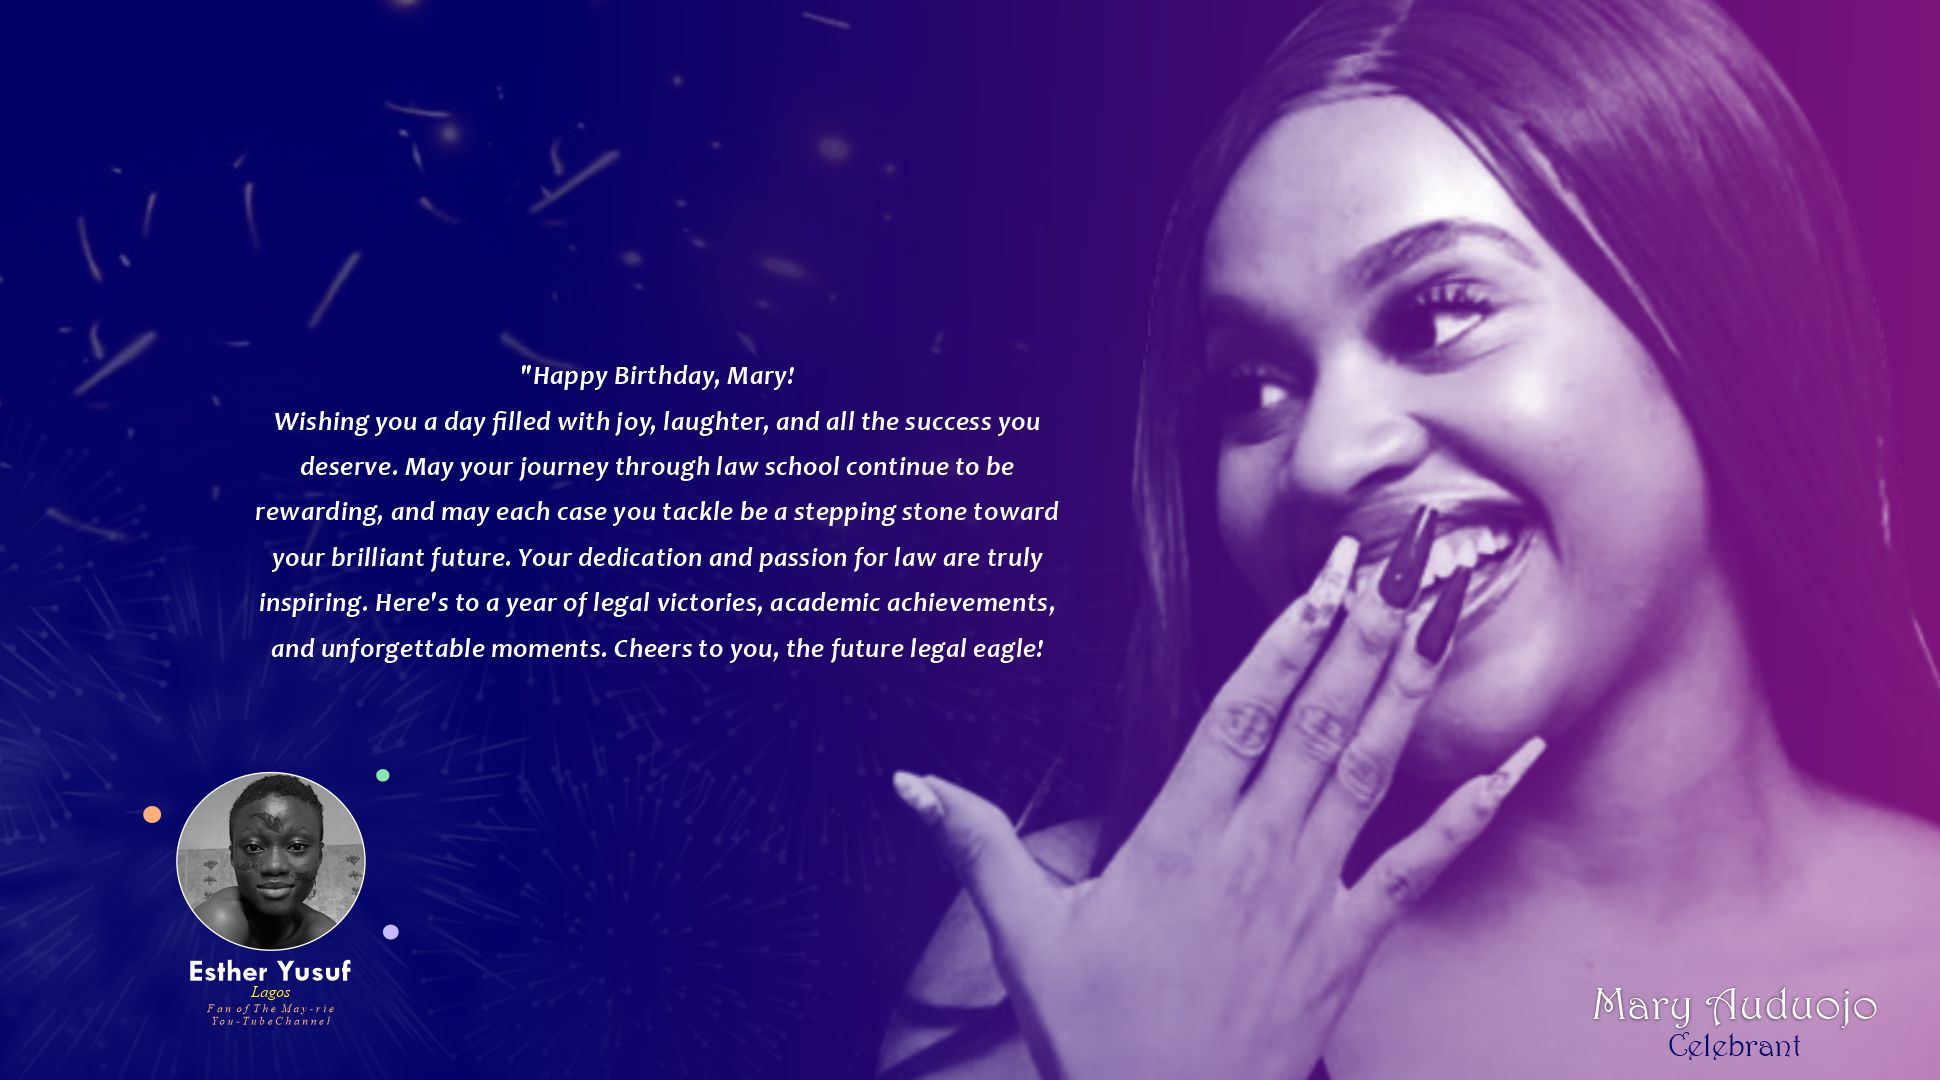 "Happy Birthday, Mary!
Wishing you a day filled with joy, laughter, and all the success you
deserve. May your journey through law school continue to be
rewarding, and may each case you tackle be a stepping stone toward
your brilliant future. Your dedication and passion for law are truly
inspiring. Here's to a year of legal victories, academic achievements,
and unforgettable moments. Cheers to you, the future legal eagle!
Esther Yusuf
Lagos
Fan of The May-rie
You-TubeChannel
Mary Auduojo
Celebrant